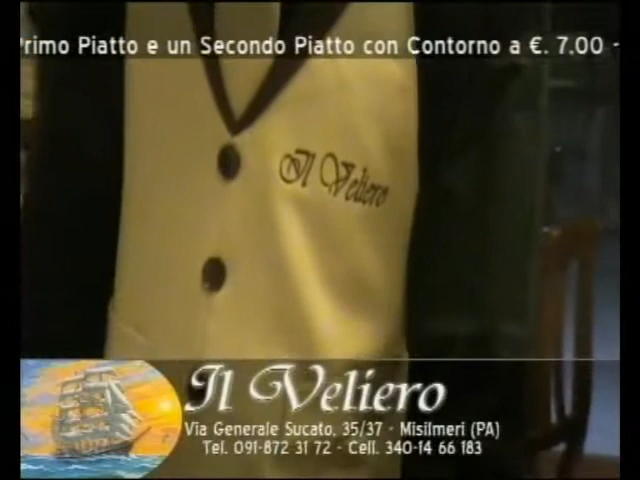 Primo Piatto e un Secondo Piatto con Contorno a €. 7.00 -
Il Veliero
Il Veliero
Via Generale Sucato, 35/37 - Misilmeri (PA)
Tel. 091-872 31 72 - Cell. 340-14 66 183